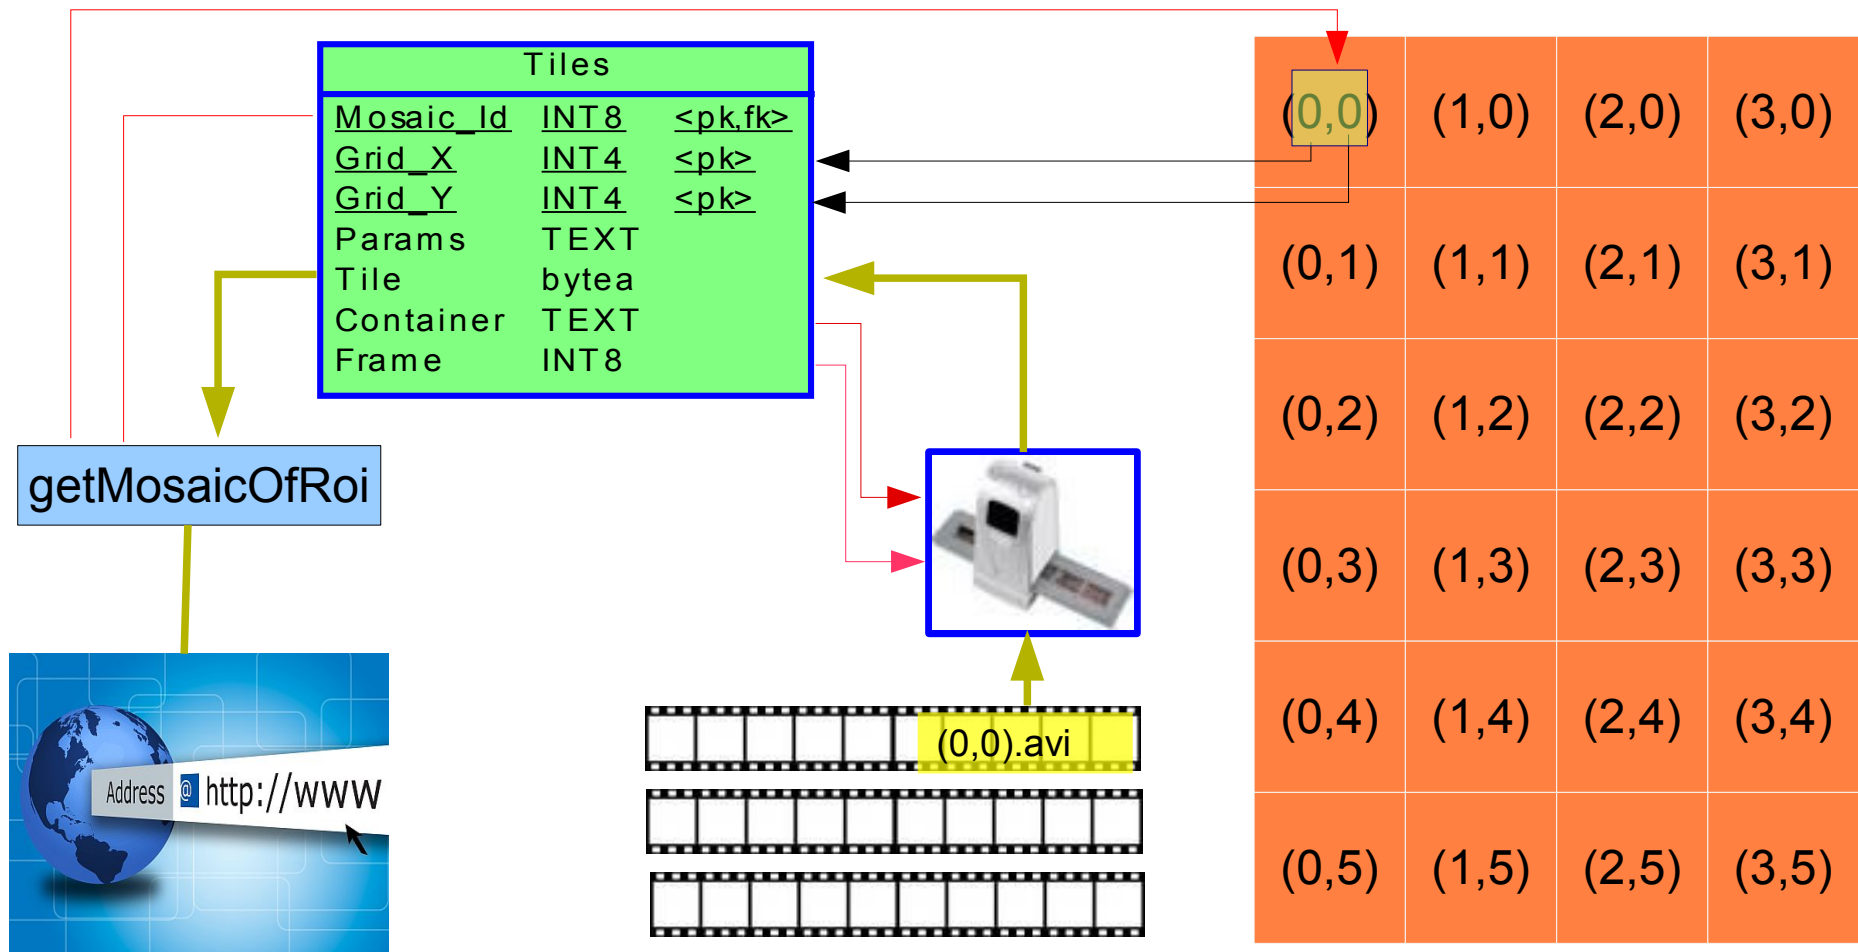 Tiles
Mosaic_Id INT8 <pk,fk>
Grid_X INT4 <pk>
Grid_Y INT4 <pk>
Params TEXT
Tile bytea
Container TEXT
Frame INT8
getMosaicOfRoi
Address @ http://www
(0,0).avi
(0,0) (1,0) (2,0) (3,0)
(0,1) (1,1) (2,1) (3,1)
(0,2) (1,2) (2,2) (3,2)
(0,3) (1,3) (2,3) (3,3)
(0,4) (1,4) (2,4) (3,4)
(0,5) (1,5) (2,5) (3,5)